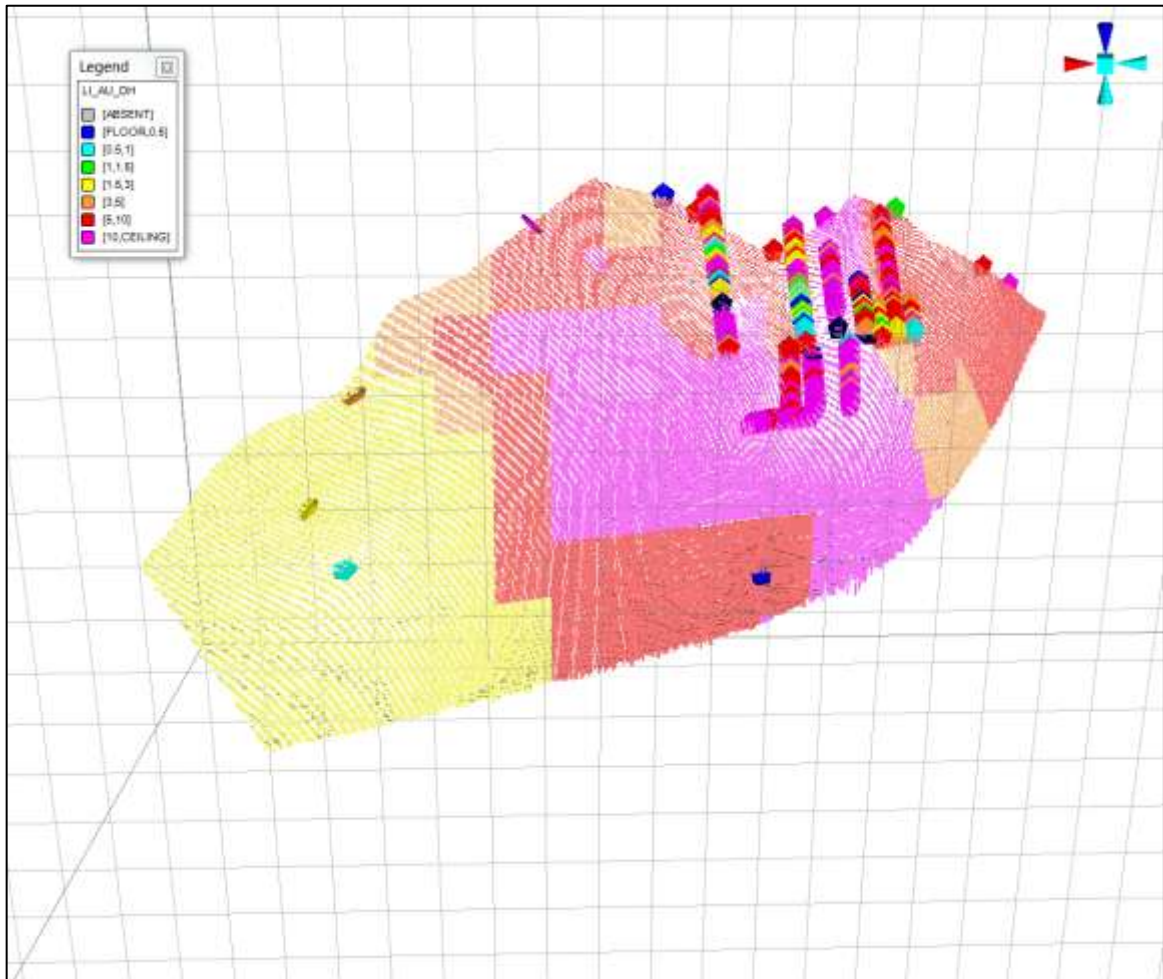 Legend
LI_AU_DH
[ABSENT]
[FLOOR,0.5]
[0.5,1]
[1,1.5]
[1.5,3]
[3,5]
[5,10]
[10,CEILING]